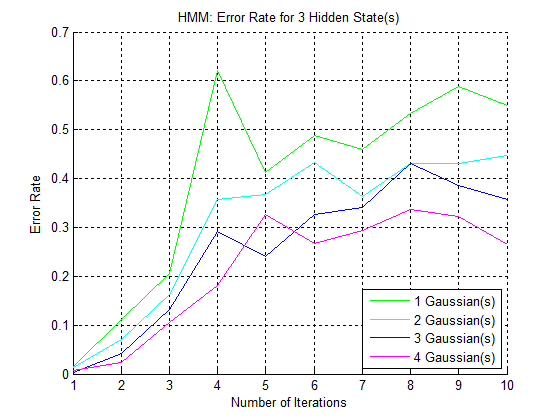 HMM: Error Rate for 3 Hidden State(s)
0.7
0.6
0.5
0.4
0.3
0.2
0.1
0
Error Rate
1 Gaussian(s)
2 Gaussian(s)
3 Gaussian(s)
4 Gaussian(s)
1 2 3 4 5 6 7 8 9 10
Number of Iterations